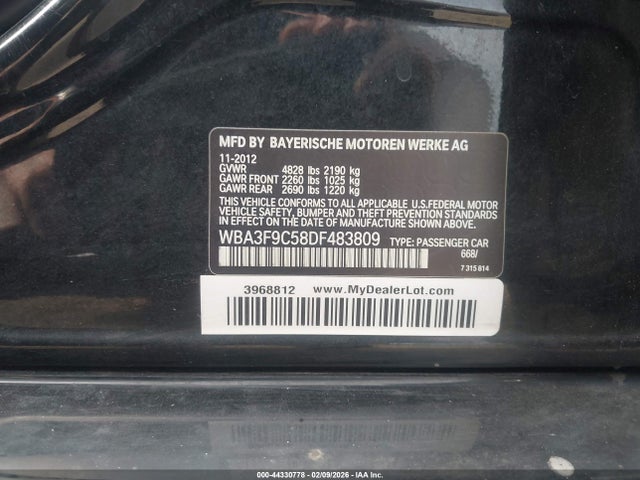 MFD BY BAYERISCHE MOTOREN WERKE AG
11-2012
GVWR 4828 lbs 2190 kg
GAWR FRONT 2260 lbs 1025 kg
GAWR REAR 2690 lbs 1220 kg
THIS VEHICLE CONFORMS TO ALL APPLICABLE U.S.FEDERAL MOTOR
VEHICLE SAFETY, BUMPER, AND THEFT PREVENTION STANDARDS IN
EFFECT ON THE DATE OF MANUFACTURE SHOWN ABOVE.
WBA3F9C58DF483809 TYPE: PASSENGER CAR
668/
7 315 814
3968812 www.MyDealerLot.com
000-44330778 - 02/09/2026 - IAA Inc.